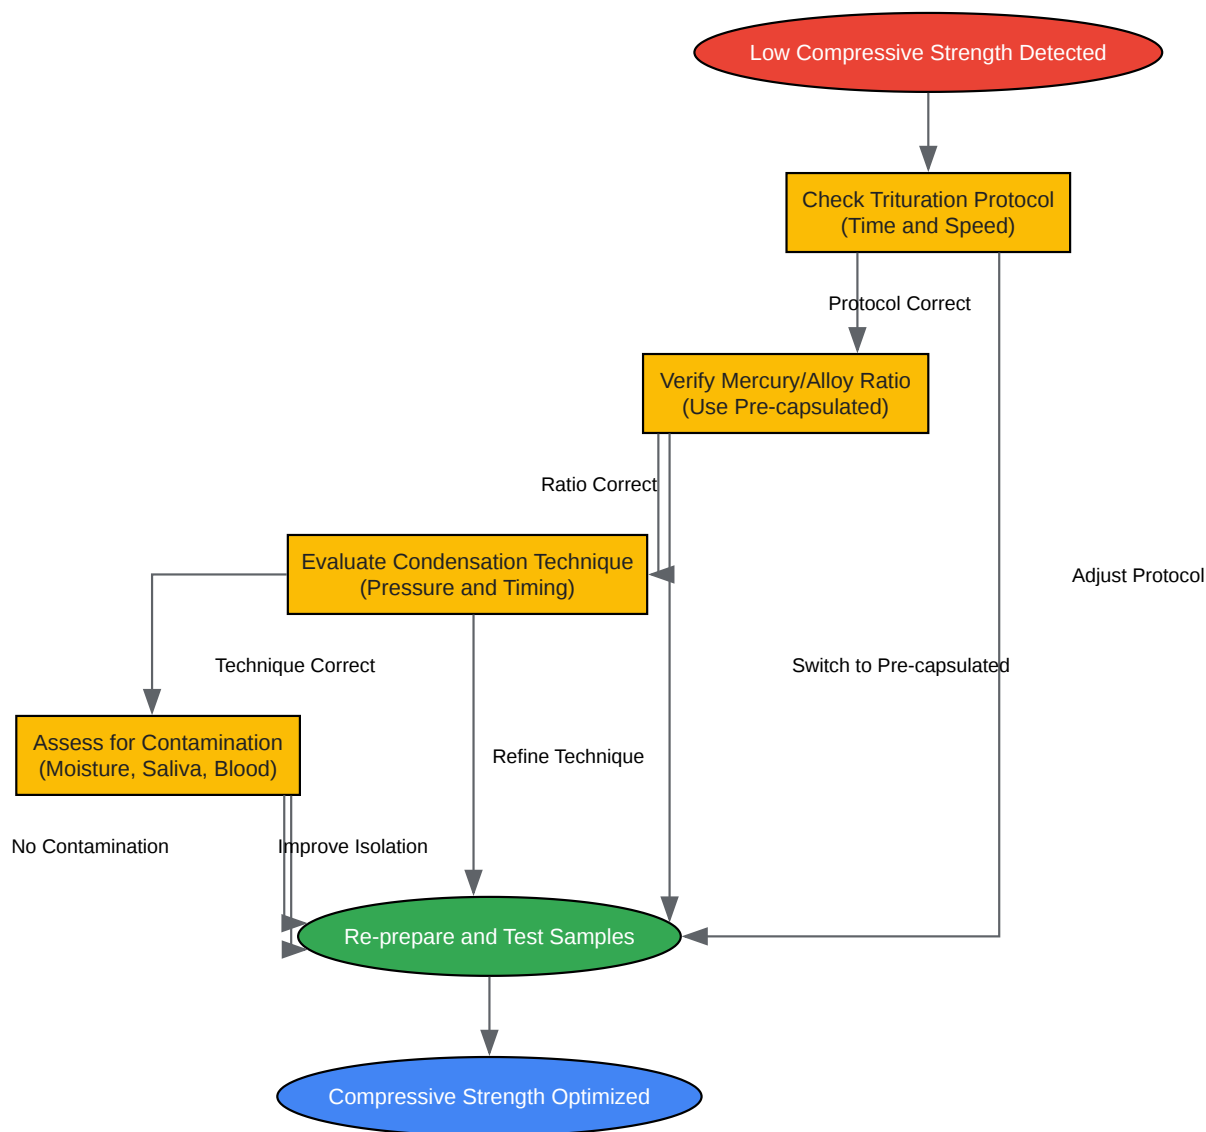 Low Compressive Strength Detected
Check Trituration Protocol
(Time and Speed)
Protocol Correct
Verify Mercury/Alloy Ratio
(Use Pre-capsulated)
Ratio Correct
Evaluate Condensation Technique
(Pressure and Timing)
Adjust Protocol
Technique Correct
Switch to Pre-capsulated
Assess for Contamination
(Moisture, Saliva, Blood)
Refine Technique
No Contamination
Improve Isolation
Re-prepare and Test Samples
Compressive Strength Optimized